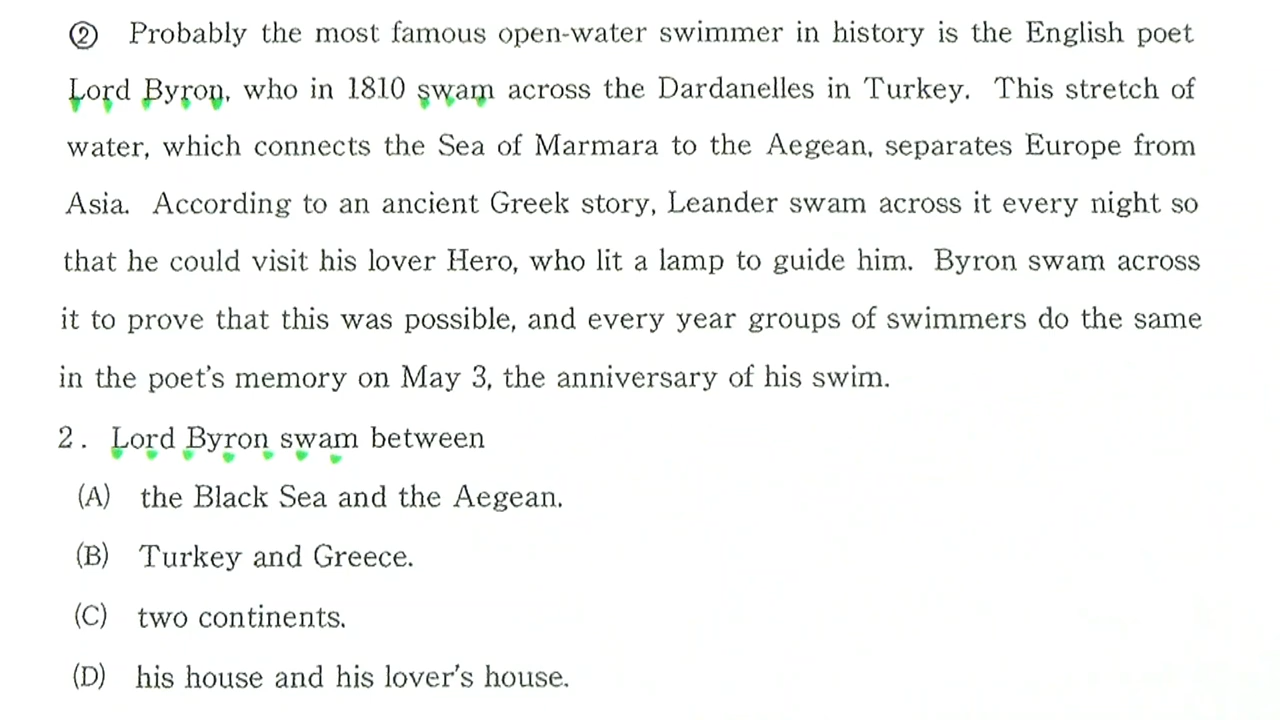 ② Probably the most famous open-water swimmer in history is the English poet
Lord Byron, who in 1810 swam across the Dardanelles in Turkey. This stretch of
water, which connects the Sea of Marmara to the Aegean, separates Europe from
Asia. According to an ancient Greek story, Leander swam across it every night so
that he could visit his lover Hero, who lit a lamp to guide him. Byron swam across
it to prove that this was possible, and every year groups of swimmers do the same
in the poet's memory on May 3, the anniversary of his swim.
2. Lord Byron swam between
(A) the Black Sea and the Aegean.
(B) Turkey and Greece.
(C) two continents.
(D) his house and his lover's house.